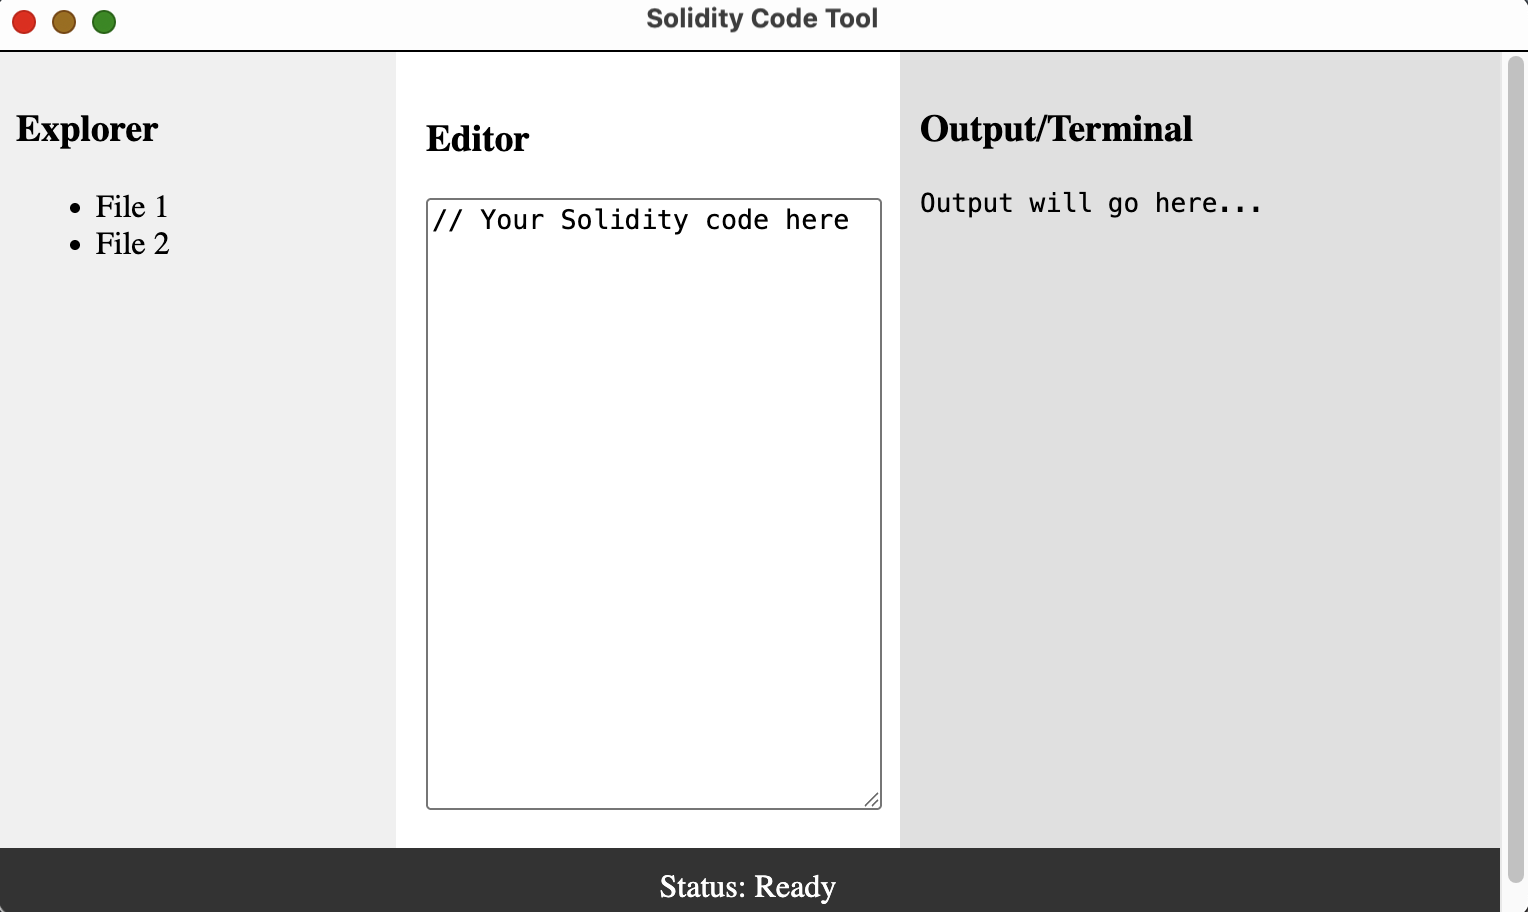 Solidity Code Tool
Explorer
File 1
File 2
Editor
// Your Solidity code here
Output/Terminal
Output will go here...
Status: Ready